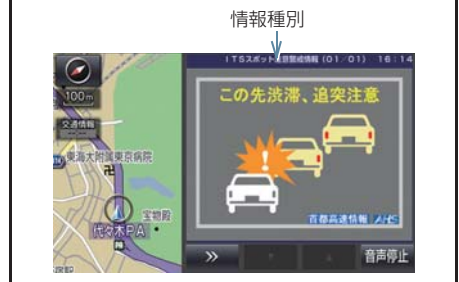 情報種別
ITSスポット注意警戒情報 (01/01) 16:14
100m
この先渋滞、追突注意
交通情報
東海大附属東京病院
宝物殿
代々木PA
首都高速情報 AHS
音声停止